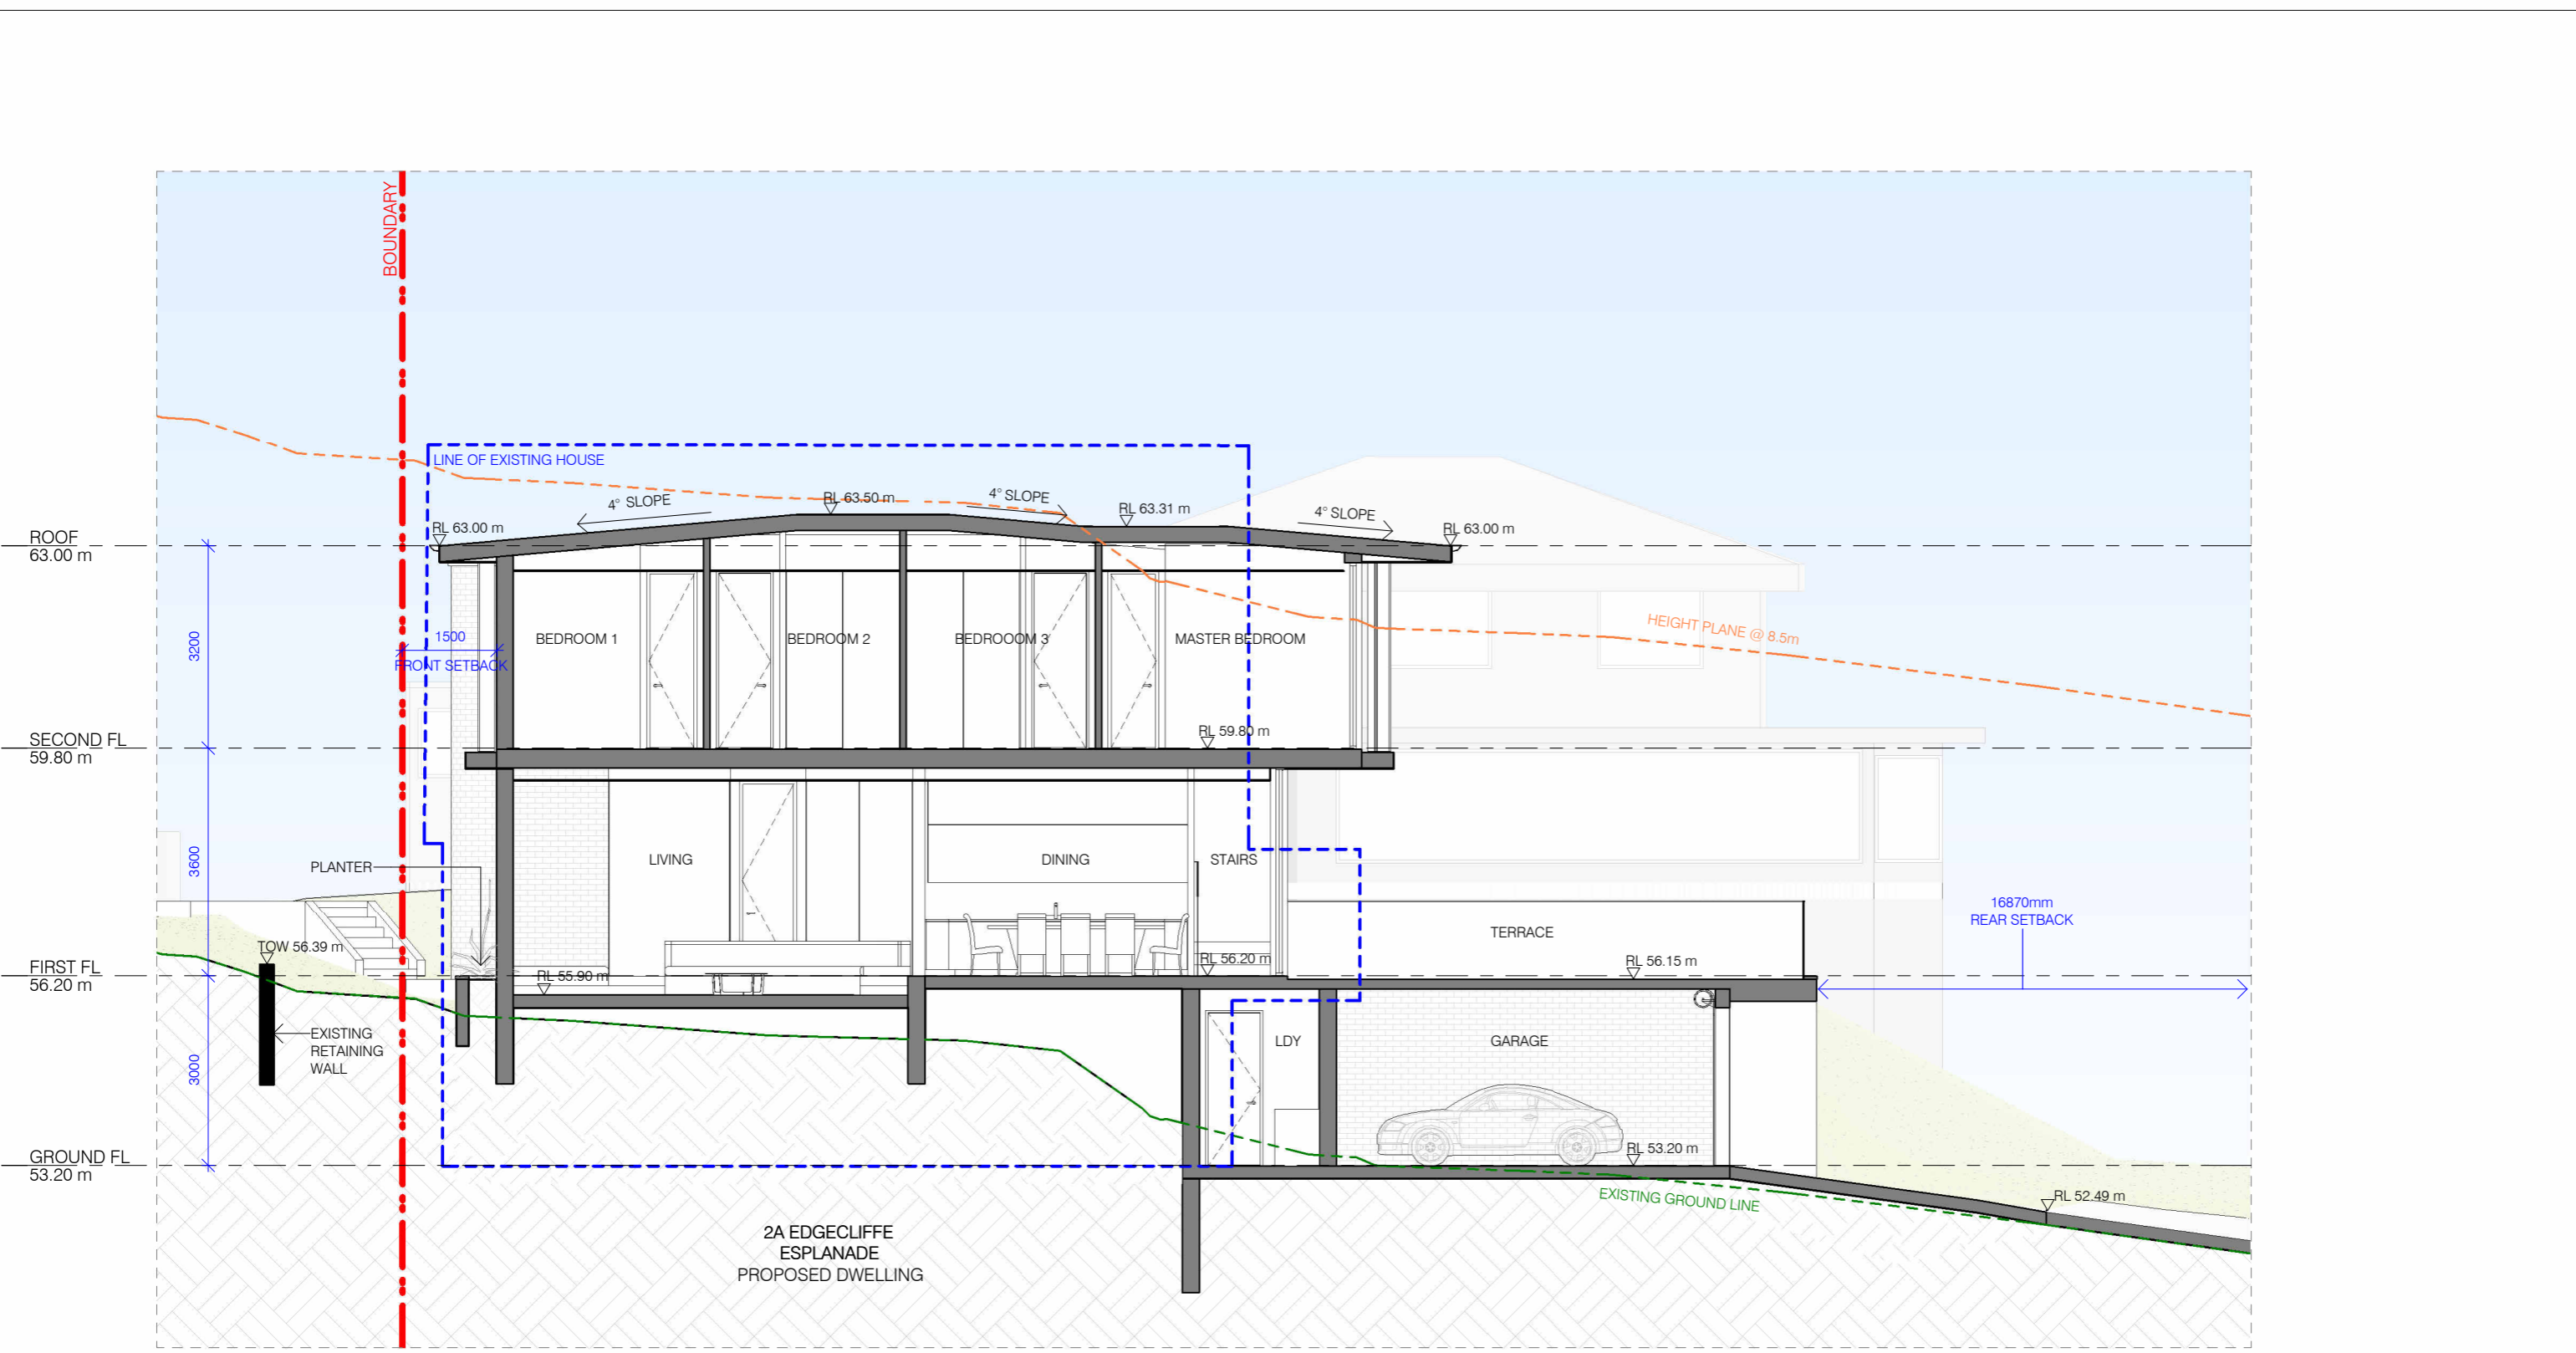 BOUNDARY
LINE OF EXISTING HOUSE
4° SLOPE
RL 63.50 m
4° SLOPE
RL 63.31 m
4° SLOPE
RL 63.00 m
RL 63.00 m
ROOF
63.00 m
3200
1500
FRONT SETBACK
BEDROOM 1
BEDROOM 2
BEDROOOM 3
MASTER BEDROOM
HEIGHT PLANE @ 8.5m
RL 59.80 m
SECOND FL
59.80 m
3600
PLANTER
LIVING
DINING
STAIRS
16870mm
REAR SETBACK
TERRACE
TOW 56.39 m
FIRST FL
56.20 m
RL 55.90 m
RL 56.20 m
RL 56.15 m
3000
EXISTING
RETAINING
WALL
LDY
GARAGE
GROUND FL
53.20 m
RL 53.20 m
EXISTING GROUND LINE
RL 52.49 m
2A EDGECLIFFE
ESPLANADE
PROPOSED DWELLING